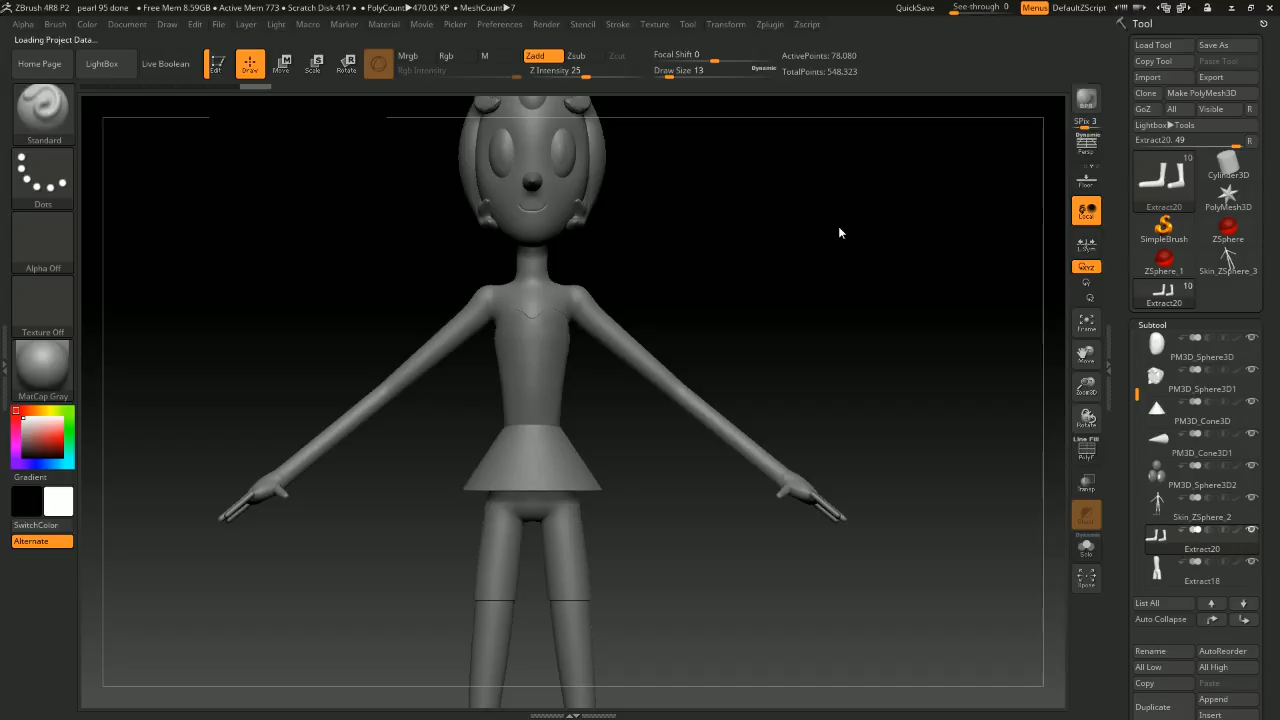 ZBrush 4R8 P2 pearl 95 done • Free Mem 8.59GB • Active Mem 773 • Scratch Disk 417 • PolyCount▶470.05 KP • MeshCount▶7
QuickSave
See-through 0
Menus
DefaultZScript
Alpha Brush Color Document Draw Edit File Layer Light Macro Marker Material Movie Picker Preferences Render Stencil Stroke Texture Tool Transform Zplugin Zscript
Loading Project Data...
Home Page
LightBox
Live Boolean
Edit
Draw
Move
Scale
Rotate
Mrgb Rgb M
Rgb Intensity
Zadd Zsub Zcut
Z Intensity 25
Focal Shift 0
Draw Size 13
Dynamic
ActivePoints: 78,080
TotalPoints: 548,323
Standard
Dots
Alpha Off
Texture Off
MatCap Gray
Gradient
SwitchColor
Alternate
BPR
SPix 3
Dynamic
Persp
Floor
Local
L.Sym
XYZ
Frame
Move
Zoom3D
Rotate
Line Fill
PolyF
Transp
Ghost
Dynamic
Solo
Xpose
Tool
Load Tool Save As
Copy Tool Paste Tool
Import Export
Clone Make PolyMesh3D
GoZ All Visible R
Lightbox▶Tools
Extract20. 49 R
10
Extract20
Cylinder3D
PolyMesh3D
SimpleBrush
ZSphere
ZSphere_1
Skin_ZSphere_3
10
Extract20
Subtool
PM3D_Sphere3D
PM3D_Sphere3D1
PM3D_Cone3D
PM3D_Cone3D1
PM3D_Sphere3D2
Skin_ZSphere_2
Extract20
Extract18
List All
Auto Collapse
Rename AutoReorder
All Low All High
Copy Paste
Duplicate Append
Insert